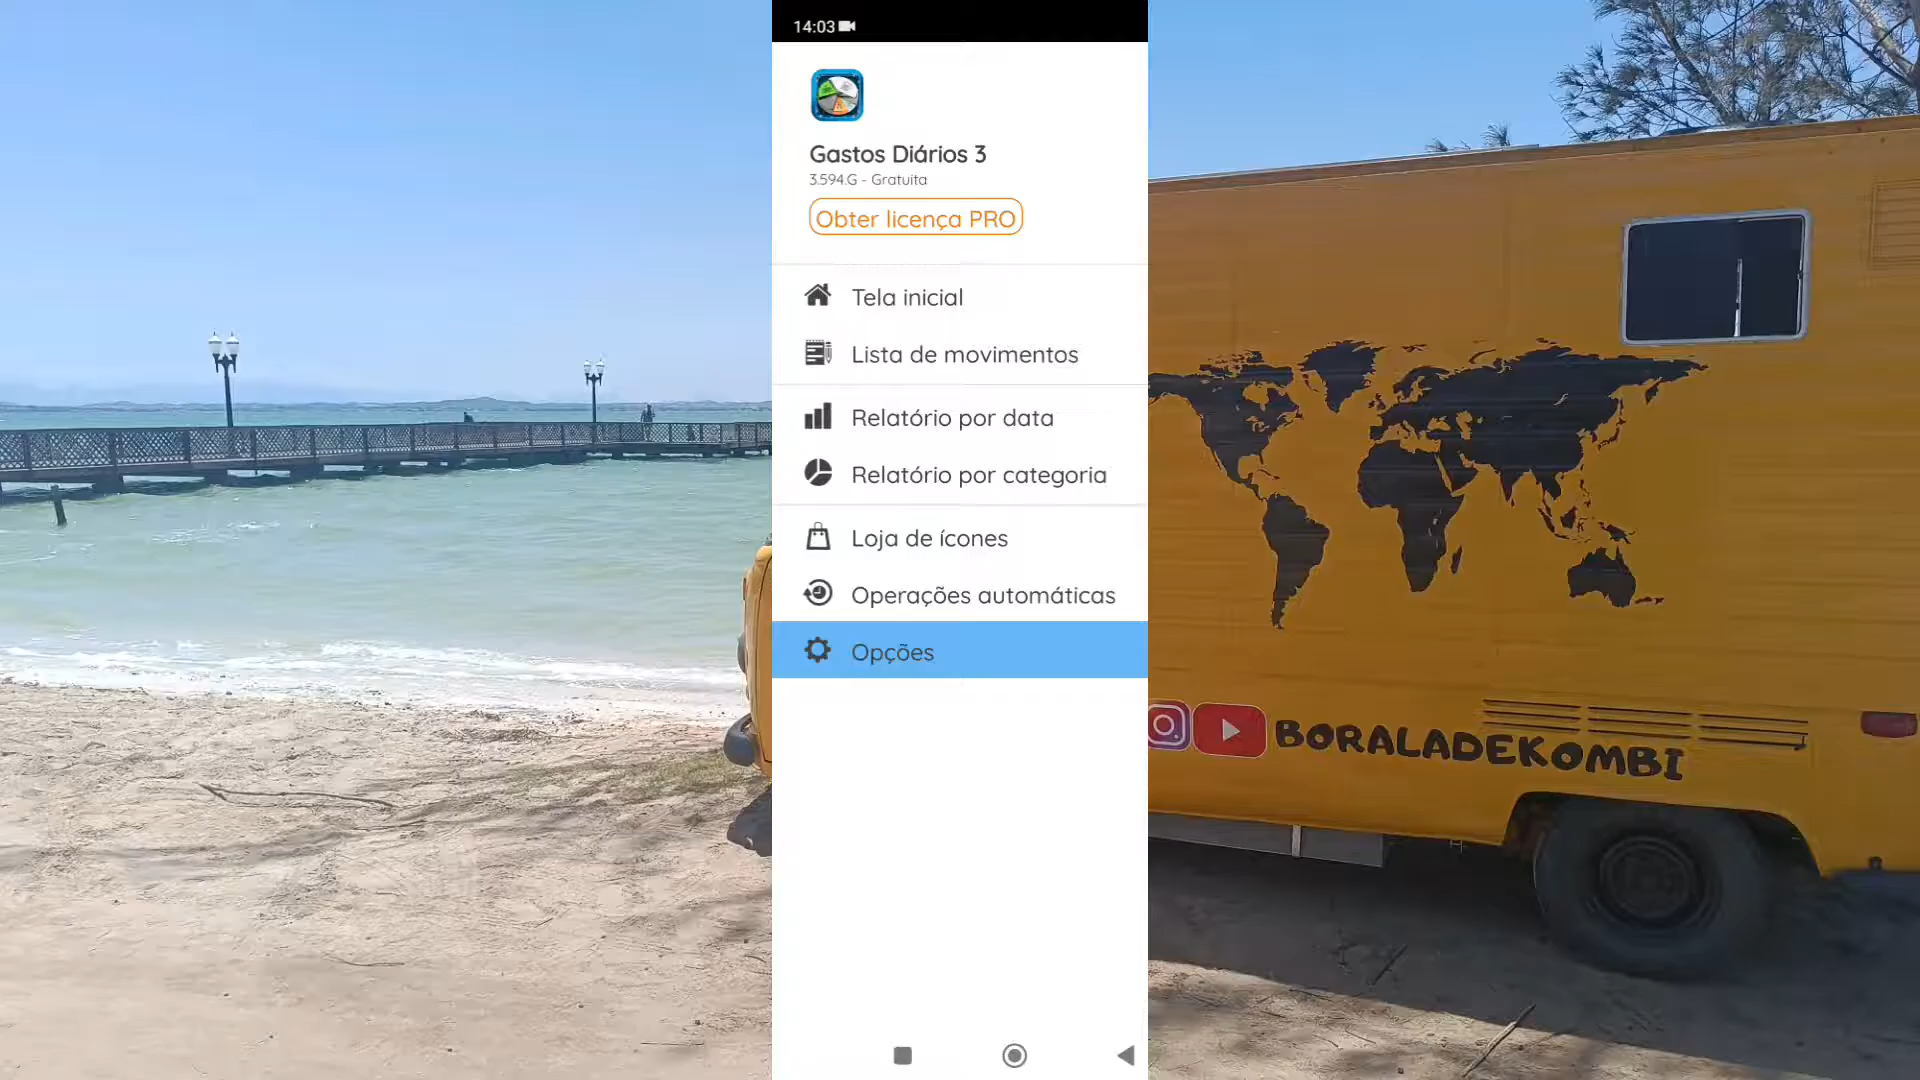 14:03
Gastos Diários 3
3.594.G - Gratuita
Obter licença PRO
Tela inicial
Lista de movimentos
Relatório por data
Relatório por categoria
Loja de ícones
Operações automáticas
Opções
BORALADEKOMBI